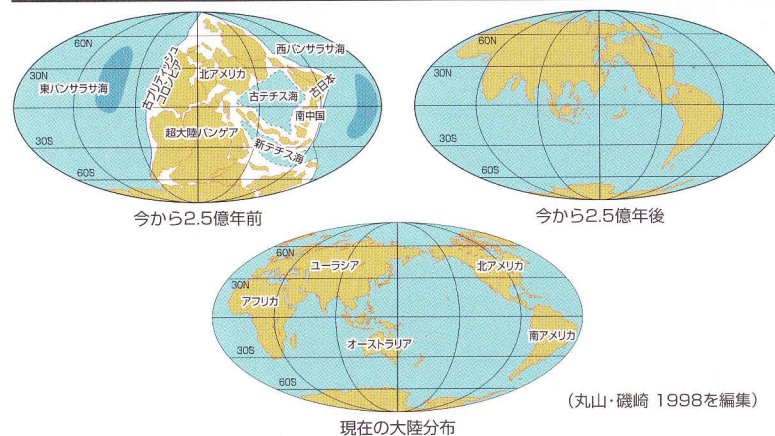 60N
30N
30S
60S
東パンサラサ海
古ブリティッシュ
コロンビア
北アメリカ
西パンサラサ海
古テチス海
古日本
南中国
超大陸パンゲア
新テチス海
今から2.5億年前
60N
30N
30S
60S
今から2.5億年後
60N
30N
30S
60S
ユーラシア
北アメリカ
アフリカ
オーストラリア
南アメリカ
(丸山・磯崎 1998を編集)
現在の大陸分布